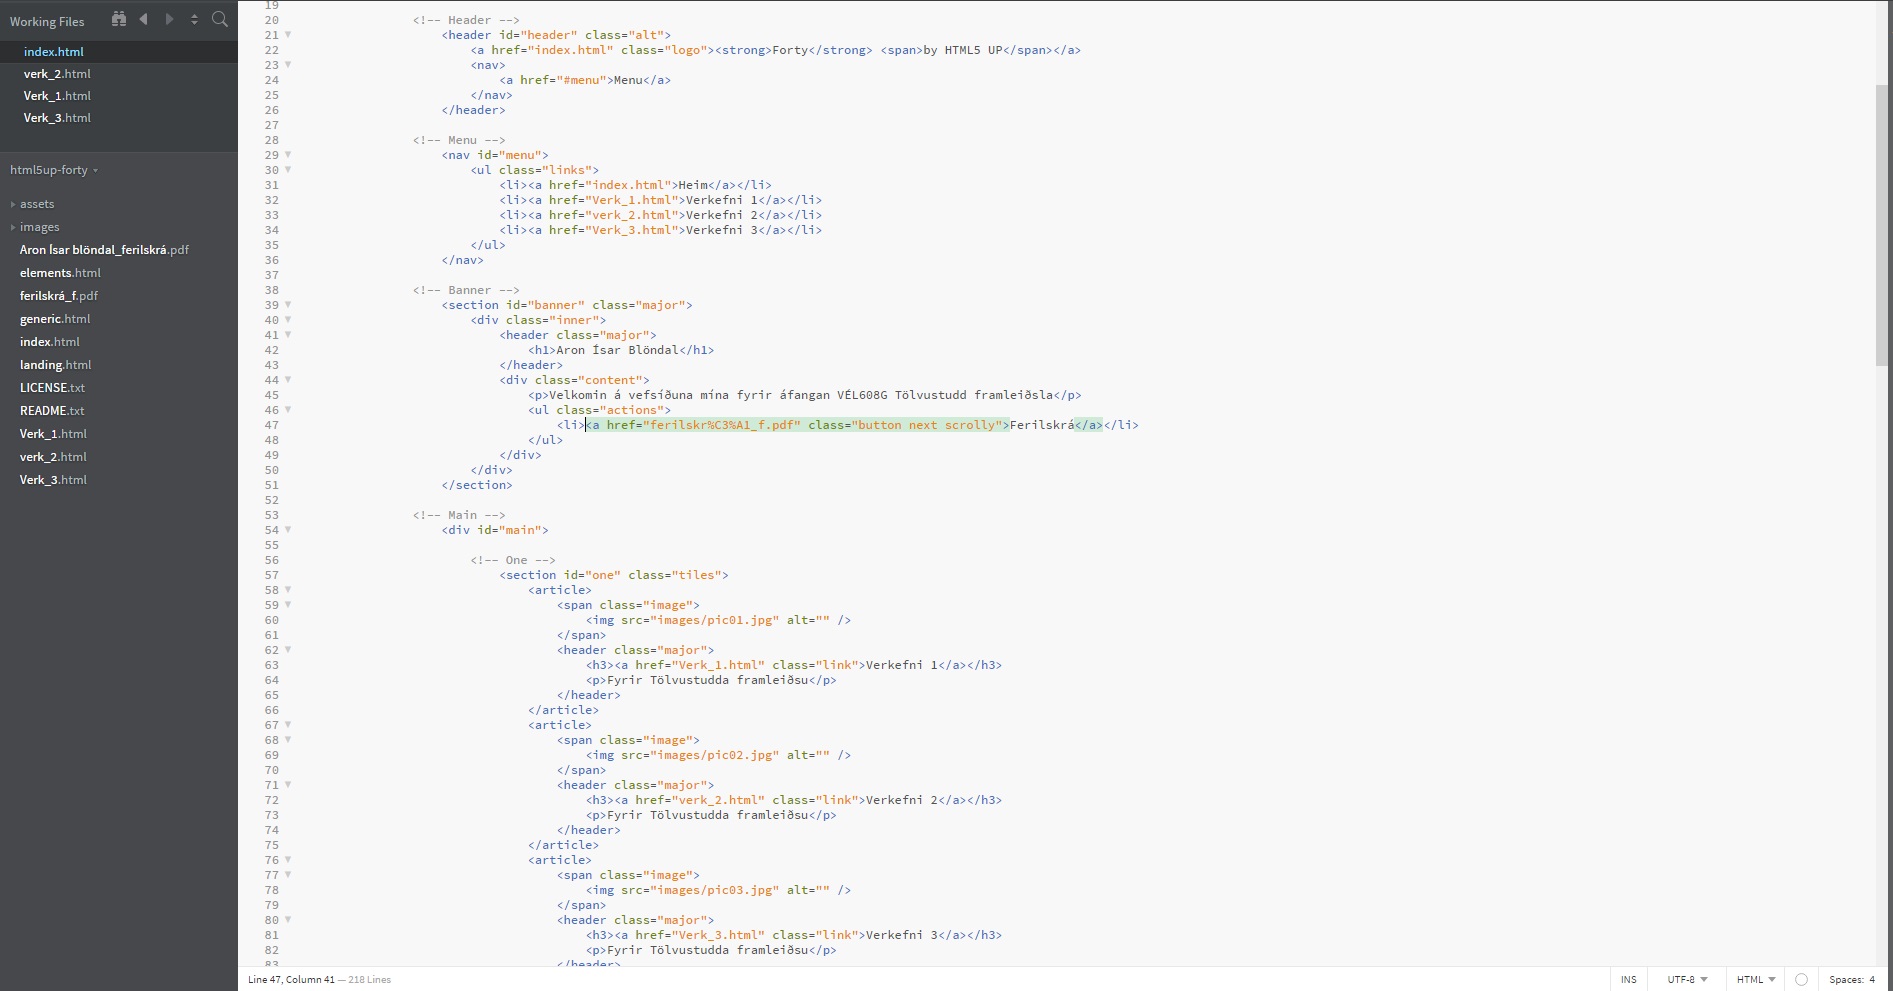 Working Files
index.html
verk_2.html
Verk_1.html
Verk_3.html
html5up-forty
assets
images
Aron Ísar blöndal_ferilskrá.pdf
elements.html
ferilskrá_f.pdf
generic.html
index.html
landing.html
LICENSE.txt
README.txt
Verk_1.html
verk_2.html
Verk_3.html
19
20 <!-- Header -->
21 <header id="header" class="alt">
22 <a href="index.html" class="logo"><strong>Forty</strong> <span>by HTML5 UP</span></a>
23 <nav>
24 <a href="#menu">Menu</a>
25 </nav>
26 </header>
27
28 <!-- Menu -->
29 <nav id="menu">
30 <ul class="links">
31 <li><a href="index.html">Heim</a></li>
32 <li><a href="Verk_1.html">Verkefni 1</a></li>
33 <li><a href="verk_2.html">Verkefni 2</a></li>
34 <li><a href="Verk_3.html">Verkefni 3</a></li>
35 </ul>
36 </nav>
37
38 <!-- Banner -->
39 <section id="banner" class="major">
40 <div class="inner">
41 <header class="major">
42 <h1>Aron Ísar Blöndal</h1>
43 </header>
44 <div class="content">
45 <p>Velkomin á vefsíðuna mína fyrir áfangan VÉL608G Tölvustudd framleiðsla</p>
46 <ul class="actions">
47 <li><a href="ferilskr%C3%A1_f.pdf" class="button next scrolly">Ferilskrá</a></li>
48 </ul>
49 </div>
50 </div>
51 </section>
52
53 <!-- Main -->
54 <div id="main">
55
56 <!-- One -->
57 <section id="one" class="tiles">
58 <article>
59 <span class="image">
60 <img src="images/pic01.jpg" alt="" />
61 </span>
62 <header class="major">
63 <h3><a href="Verk_1.html" class="link">Verkefni 1</a></h3>
64 <p>Fyrir Tölvustudda framleiðsu</p>
65 </header>
66 </article>
67 <article>
68 <span class="image">
69 <img src="images/pic02.jpg" alt="" />
70 </span>
71 <header class="major">
72 <h3><a href="verk_2.html" class="link">Verkefni 2</a></h3>
73 <p>Fyrir Tölvustudda framleiðsu</p>
74 </header>
75 </article>
76 <article>
77 <span class="image">
78 <img src="images/pic03.jpg" alt="" />
79 </span>
80 <header class="major">
81 <h3><a href="Verk_3.html" class="link">Verkefni 3</a></h3>
82 <p>Fyrir Tölvustudda framleiðsu</p>
83 </header>
Line 47, Column 41 — 218 Lines
INS UTF-8 HTML Spaces: 4